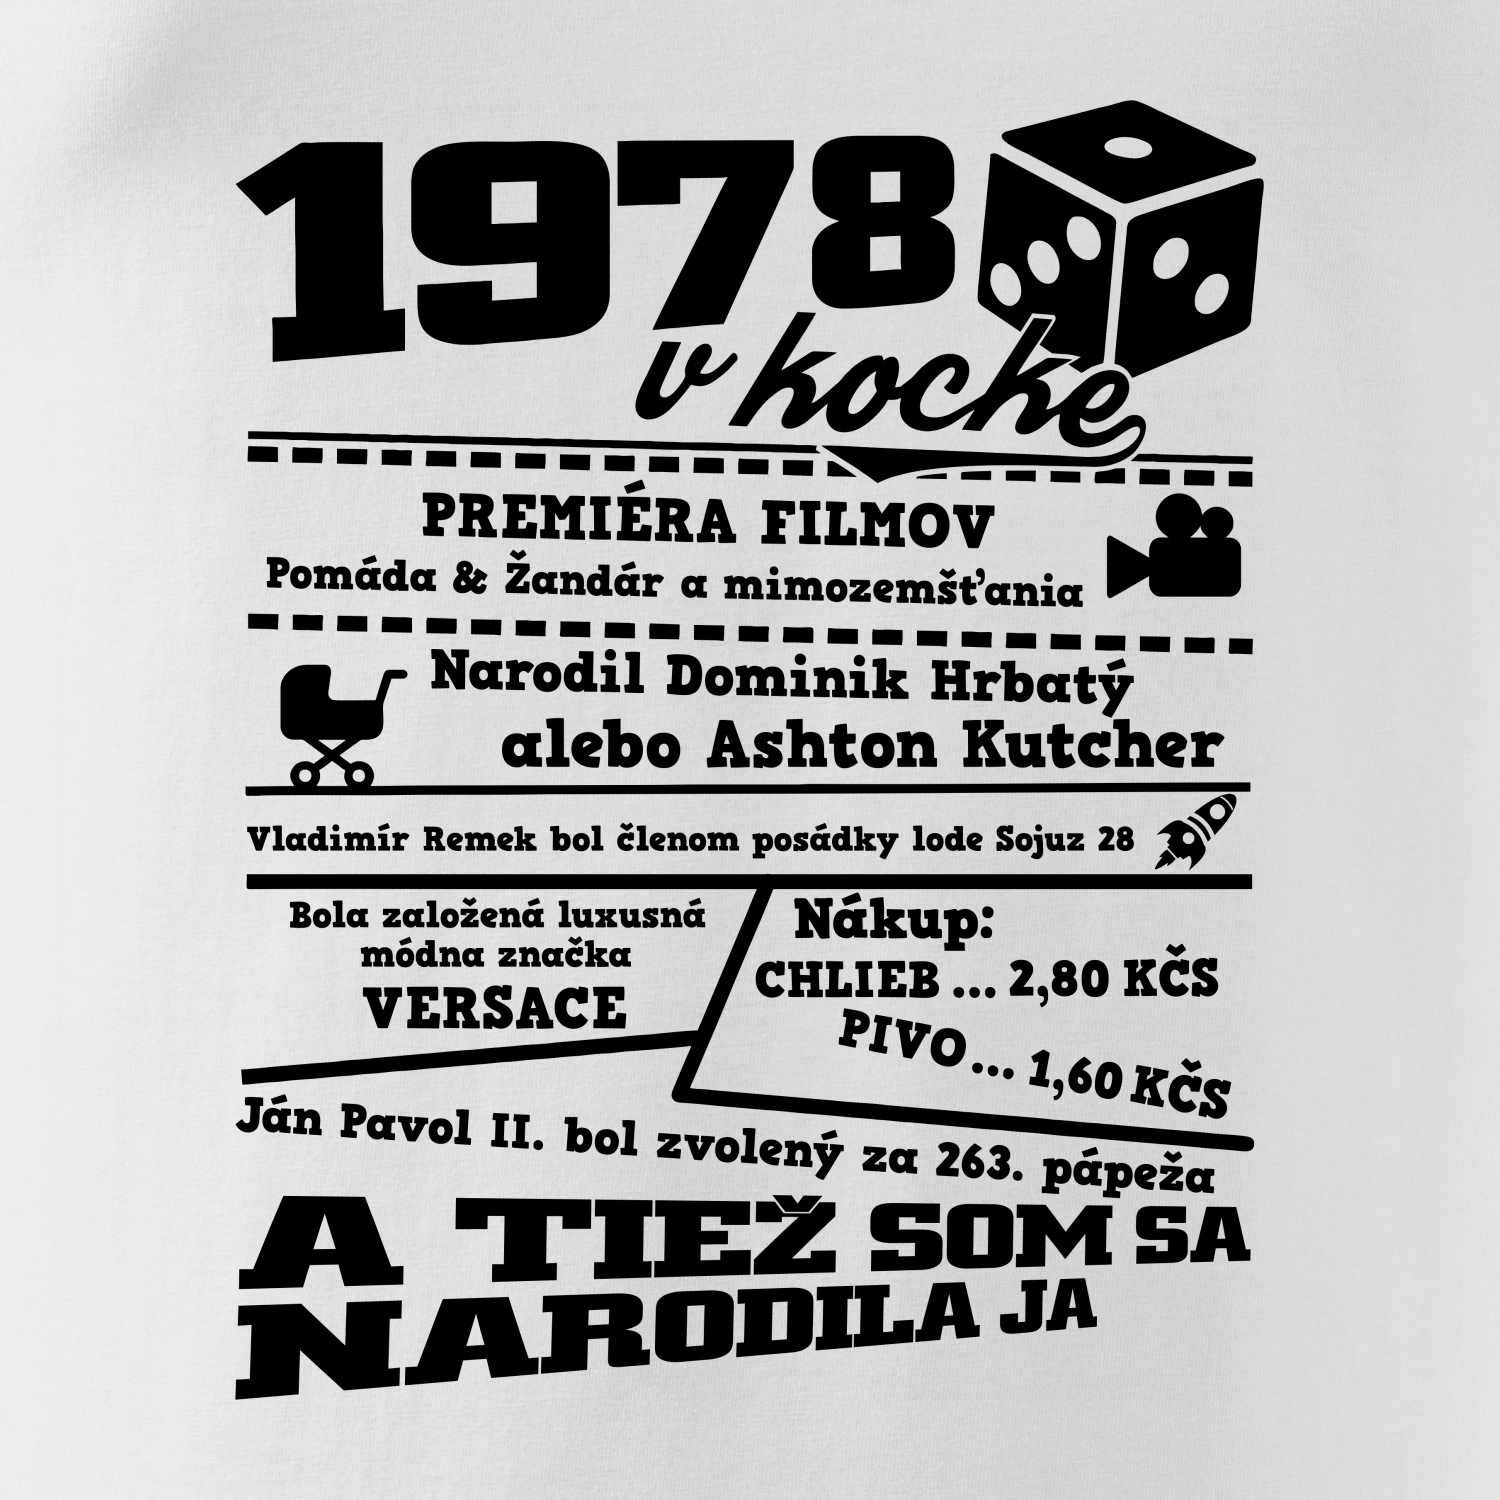 1978
v kocke
PREMIÉRA FILMOV
Pomáda & Žandár a mimozemšťania
Narodil Dominik Hrbatý
alebo Ashton Kutcher
Vladimír Remek bol členom posádky lode Sojuz 28
Bola založená luxusná
módna značka
VERSACE
Nákup:
CHLIEB ... 2,80 KČS
PIVO ... 1,60 KČS
Ján Pavol II. bol zvolený za 263. pápeža
A TIEŽ SOM SA
NARODILA JA